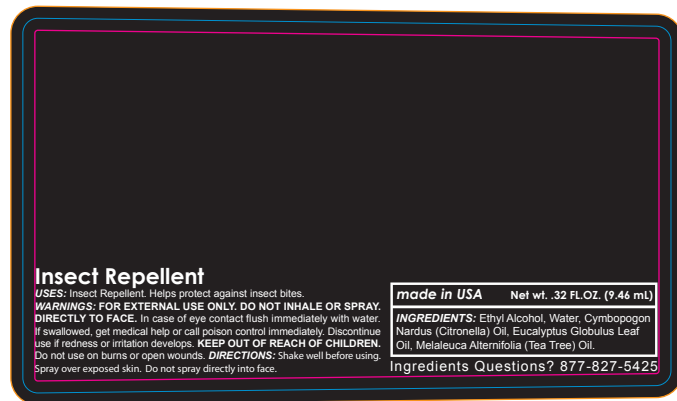 Insect Repellent
USES: Insect Repellent. Helps protect against insect bites.
WARNINGS: FOR EXTERNAL USE ONLY. DO NOT INHALE OR SPRAY.
DIRECTLY TO FACE. In case of eye contact flush immediately with water.
If swallowed, get medical help or call poison control immediately. Discontinue
use if redness or irritation develops. KEEP OUT OF REACH OF CHILDREN.
Do not use on burns or open wounds. DIRECTIONS: Shake well before using.
Spray over exposed skin. Do not spray directly into face.
made in USA Net wt. .32 FL.OZ. (9.46 mL)
INGREDIENTS: Ethyl Alcohol, Water, Cymbopogon
Nardus (Citronella) Oil, Eucalyptus Globulus Leaf
Oil, Melaleuca Alternifolia (Tea Tree) Oil.
Ingredients Questions? 877-827-5425